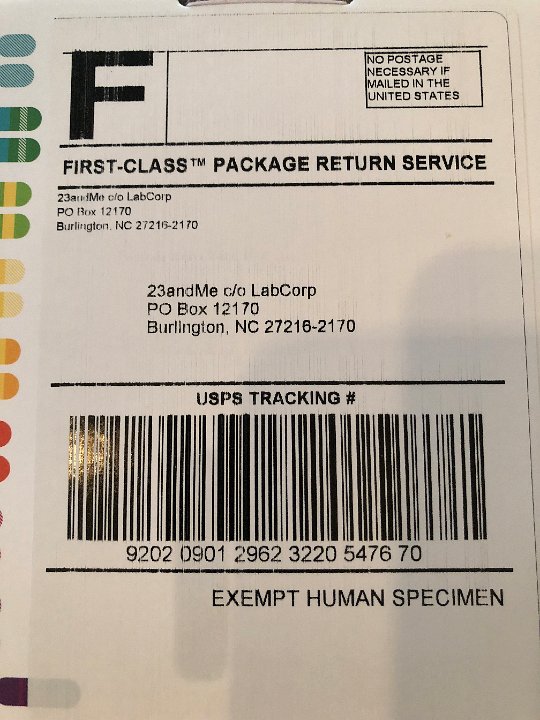 F
NO POSTAGE
NECESSARY IF
MAILED IN THE
UNITED STATES
FIRST-CLASS™ PACKAGE RETURN SERVICE
23andMe c/o LabCorp
PO Box 12170
Burlington, NC 27216-2170
23andMe c/o LabCorp
PO Box 12170
Burlington, NC 27216-2170
USPS TRACKING #
9202 0901 2962 3220 5476 70
EXEMPT HUMAN SPECIMEN